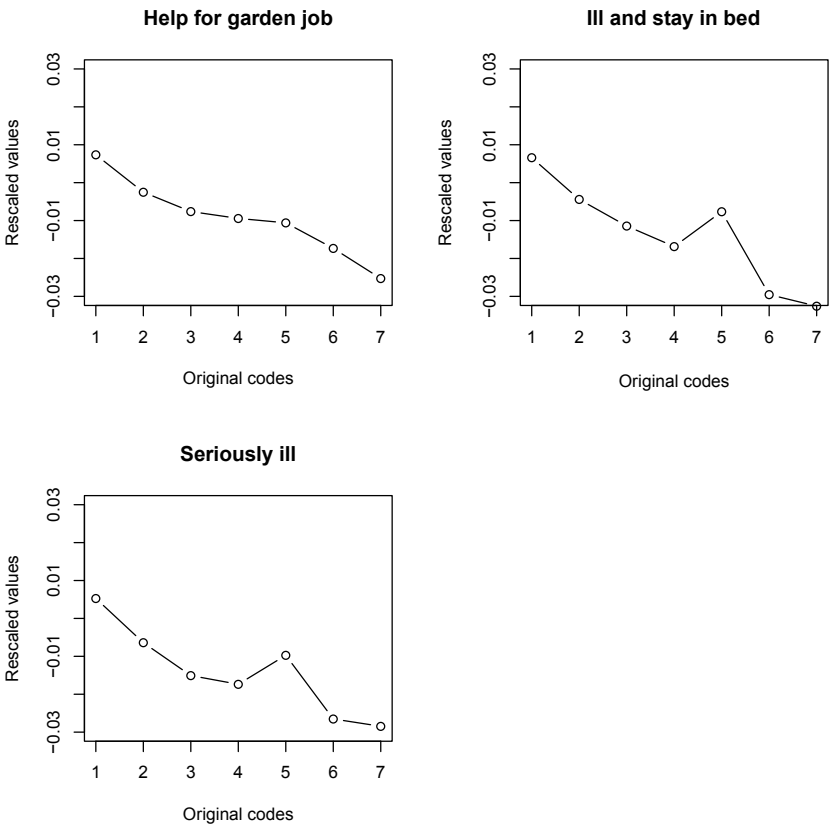 Help for garden job
Rescaled values
0.03
0.01
−0.01
−0.03
1 2 3 4 5 6 7
Original codes
Ill and stay in bed
Rescaled values
0.03
0.01
−0.01
−0.03
1 2 3 4 5 6 7
Original codes
Seriously ill
Rescaled values
0.03
0.01
−0.01
−0.03
1 2 3 4 5 6 7
Original codes